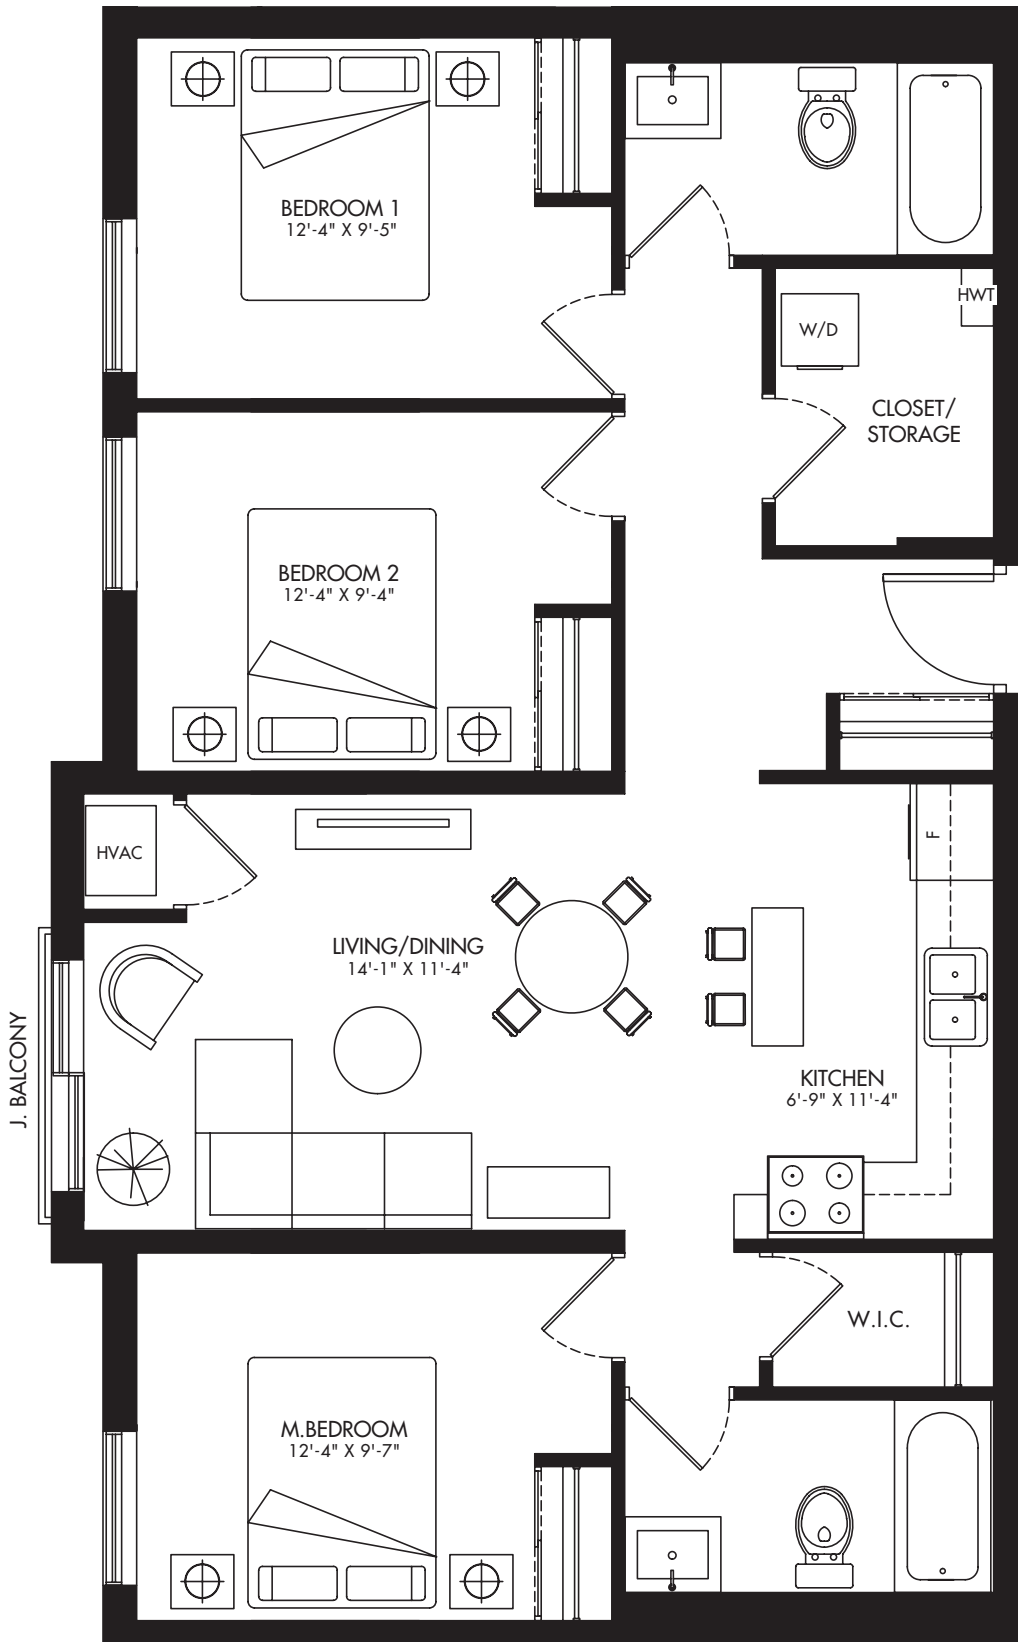 BEDROOM 1
12'-4" X 9'-5"
HWT
W/D
CLOSET/
STORAGE
BEDROOM 2
12'-4" X 9'-4"
F
HVAC
LIVING/DINING
14'-1" X 11'-4"
J. BALCONY
KITCHEN
6'-9" X 11'-4"
W.I.C.
M.BEDROOM
12'-4" X 9'-7"